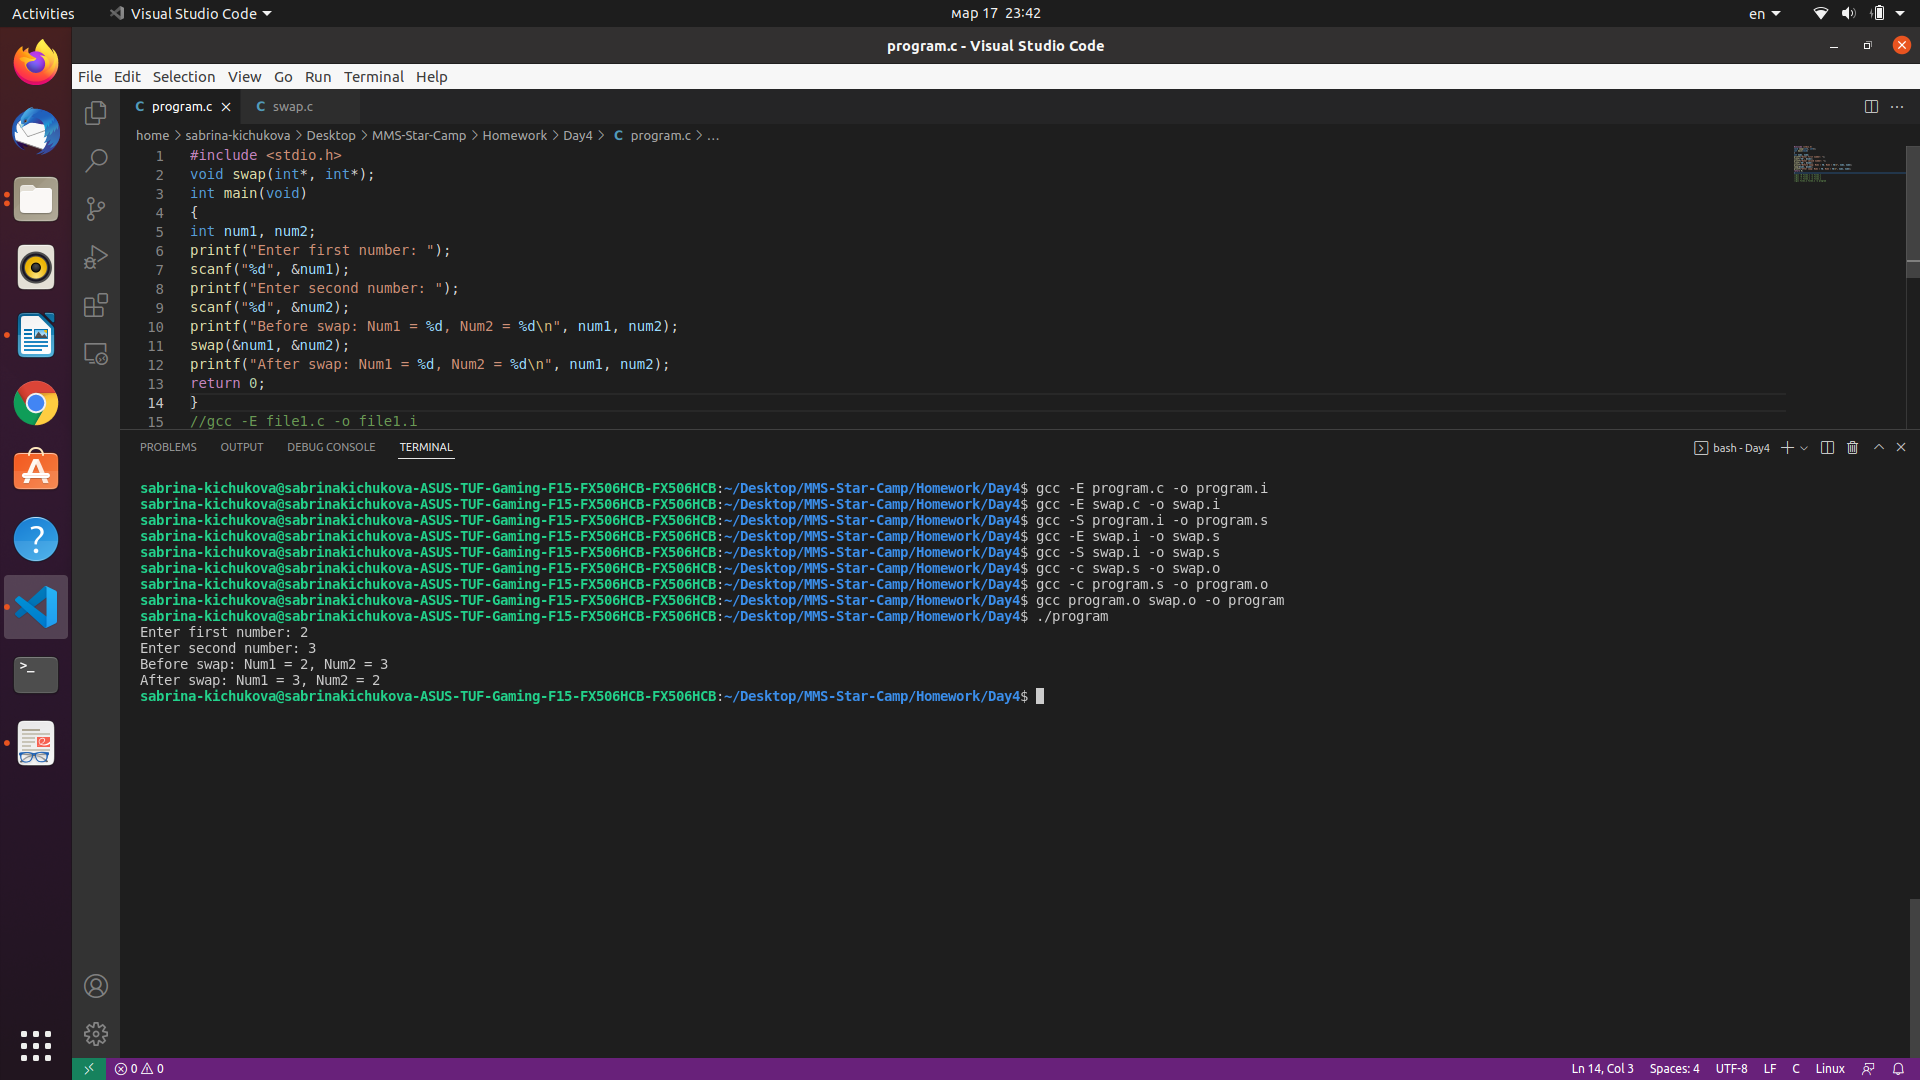 Activities Visual Studio Code мар 17 23:42 en
program.c - Visual Studio Code
File Edit Selection View Go Run Terminal Help
C program.c C swap.c
home > sabrina-kichukova > Desktop > MMS-Star-Camp > Homework > Day4 > C program.c > ...
1 #include <stdio.h>
2 void swap(int*, int*);
3 int main(void)
4 {
5 int num1, num2;
6 printf("Enter first number: ");
7 scanf("%d", &num1);
8 printf("Enter second number: ");
9 scanf("%d", &num2);
10 printf("Before swap: Num1 = %d, Num2 = %d\n", num1, num2);
11 swap(&num1, &num2);
12 printf("After swap: Num1 = %d, Num2 = %d\n", num1, num2);
13 return 0;
14 }
15 //gcc -E file1.c -o file1.i
PROBLEMS OUTPUT DEBUG CONSOLE TERMINAL bash - Day4
sabrina-kichukova@sabrinakichukova-ASUS-TUF-Gaming-F15-FX506HCB-FX506HCB:~/Desktop/MMS-Star-Camp/Homework/Day4$ gcc -E program.c -o program.i
sabrina-kichukova@sabrinakichukova-ASUS-TUF-Gaming-F15-FX506HCB-FX506HCB:~/Desktop/MMS-Star-Camp/Homework/Day4$ gcc -E swap.c -o swap.i
sabrina-kichukova@sabrinakichukova-ASUS-TUF-Gaming-F15-FX506HCB-FX506HCB:~/Desktop/MMS-Star-Camp/Homework/Day4$ gcc -S program.i -o program.s
sabrina-kichukova@sabrinakichukova-ASUS-TUF-Gaming-F15-FX506HCB-FX506HCB:~/Desktop/MMS-Star-Camp/Homework/Day4$ gcc -E swap.i -o swap.s
sabrina-kichukova@sabrinakichukova-ASUS-TUF-Gaming-F15-FX506HCB-FX506HCB:~/Desktop/MMS-Star-Camp/Homework/Day4$ gcc -S swap.i -o swap.s
sabrina-kichukova@sabrinakichukova-ASUS-TUF-Gaming-F15-FX506HCB-FX506HCB:~/Desktop/MMS-Star-Camp/Homework/Day4$ gcc -c swap.s -o swap.o
sabrina-kichukova@sabrinakichukova-ASUS-TUF-Gaming-F15-FX506HCB-FX506HCB:~/Desktop/MMS-Star-Camp/Homework/Day4$ gcc -c program.s -o program.o
sabrina-kichukova@sabrinakichukova-ASUS-TUF-Gaming-F15-FX506HCB-FX506HCB:~/Desktop/MMS-Star-Camp/Homework/Day4$ gcc program.o swap.o -o program
sabrina-kichukova@sabrinakichukova-ASUS-TUF-Gaming-F15-FX506HCB-FX506HCB:~/Desktop/MMS-Star-Camp/Homework/Day4$ ./program
Enter first number: 2
Enter second number: 3
Before swap: Num1 = 2, Num2 = 3
After swap: Num1 = 3, Num2 = 2
sabrina-kichukova@sabrinakichukova-ASUS-TUF-Gaming-F15-FX506HCB-FX506HCB:~/Desktop/MMS-Star-Camp/Homework/Day4$
0 0 Ln 14, Col 3 Spaces: 4 UTF-8 LF C Linux